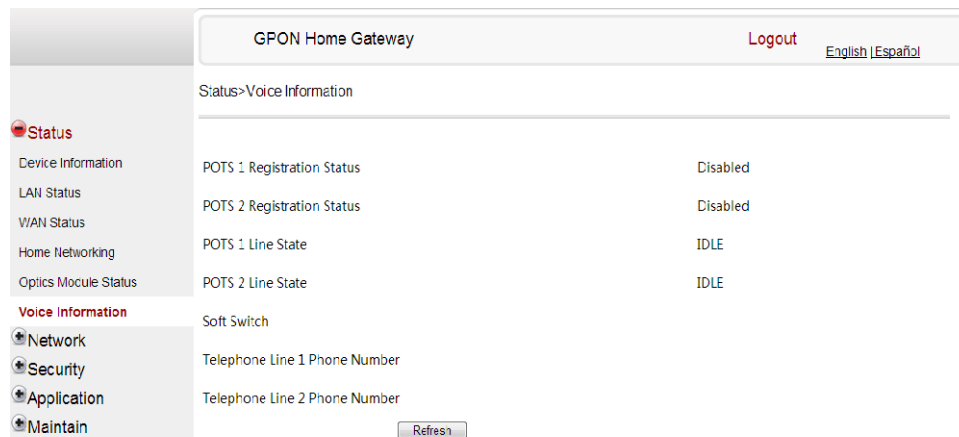 GPON Home Gateway
Logout
English | Español
Status>Voice Information
Status
Device Information
LAN Status
WAN Status
Home Networking
Optics Mocule Status
Voice Information
Network
Security
Application
Maintain
POTS 1 Registration Status Disabled
POTS 2 Registration Status Disabled
POTS 1 Line State IDLE
POTS 2 Line State IDLE
Soft Switch
Telephone Line 1 Phone Number
Telephone Line 2 Phone Number
Refresh